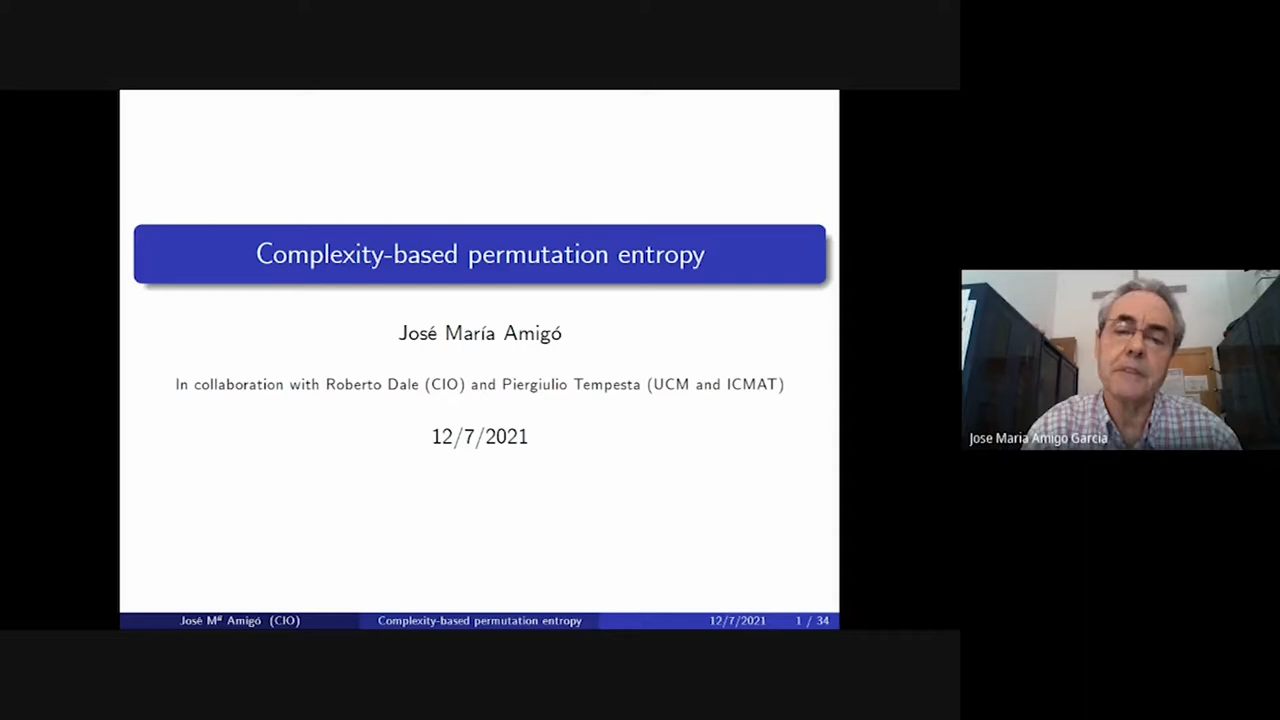 Complexity-based permutation entropy
José María Amigó
In collaboration with Roberto Dale (CIO) and Piergiulio Tempesta (UCM and ICMAT)
12/7/2021
José Mª Amigó (CIO)
Complexity-based permutation entropy
12/7/2021
1 / 34
Jose Maria Amigo Garcia